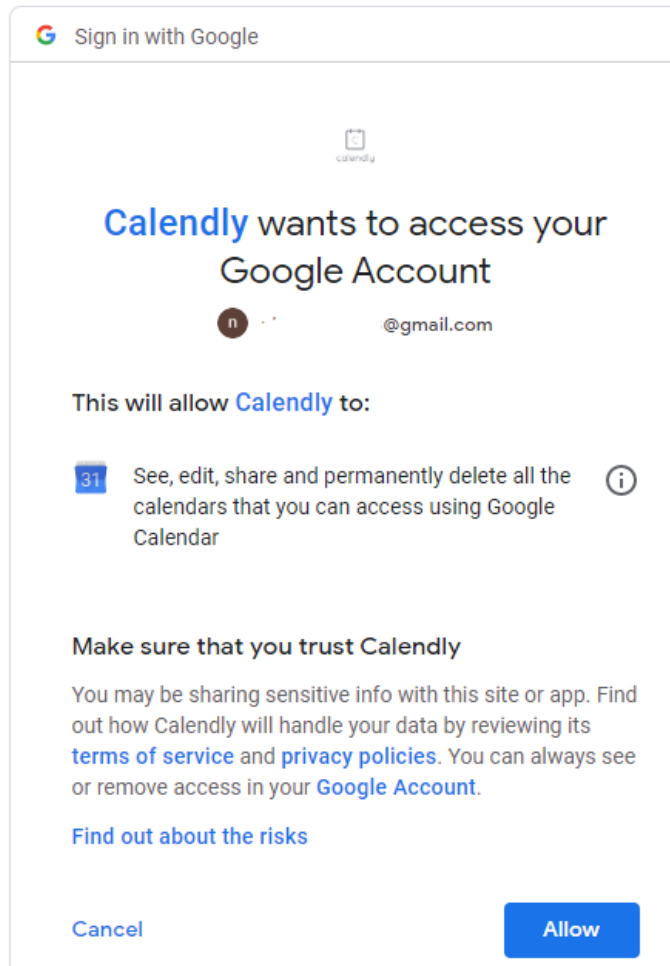 Sign in with Google
calendly
Calendly wants to access your
Google Account
n
@gmail.com
This will allow Calendly to:
31
See, edit, share and permanently delete all the
calendars that you can access using Google
Calendar
Make sure that you trust Calendly
You may be sharing sensitive info with this site or app. Find
out how Calendly will handle your data by reviewing its
terms of service and privacy policies. You can always see
or remove access in your Google Account.
Find out about the risks
Cancel
Allow